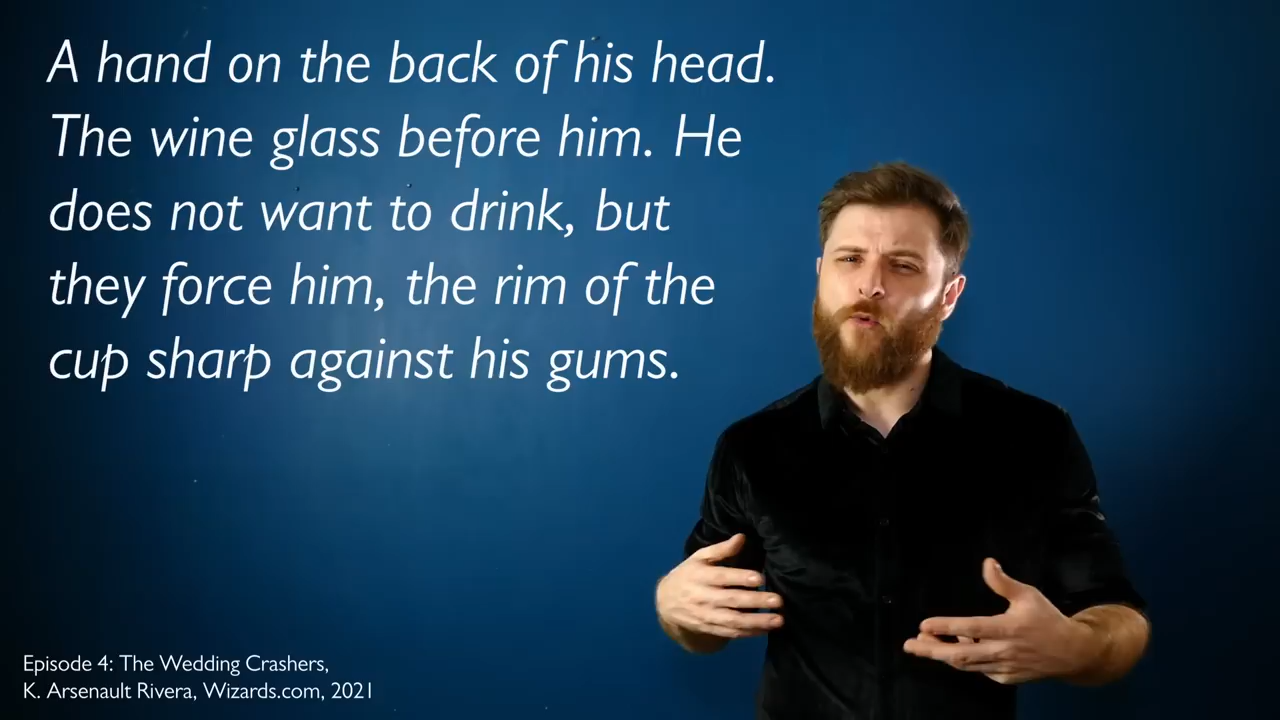 A hand on the back of his head.
The wine glass before him. He
does not want to drink, but
they force him, the rim of the
cup sharp against his gums.
Episode 4: The Wedding Crashers,
K. Arsenault Rivera, Wizards.com, 2021